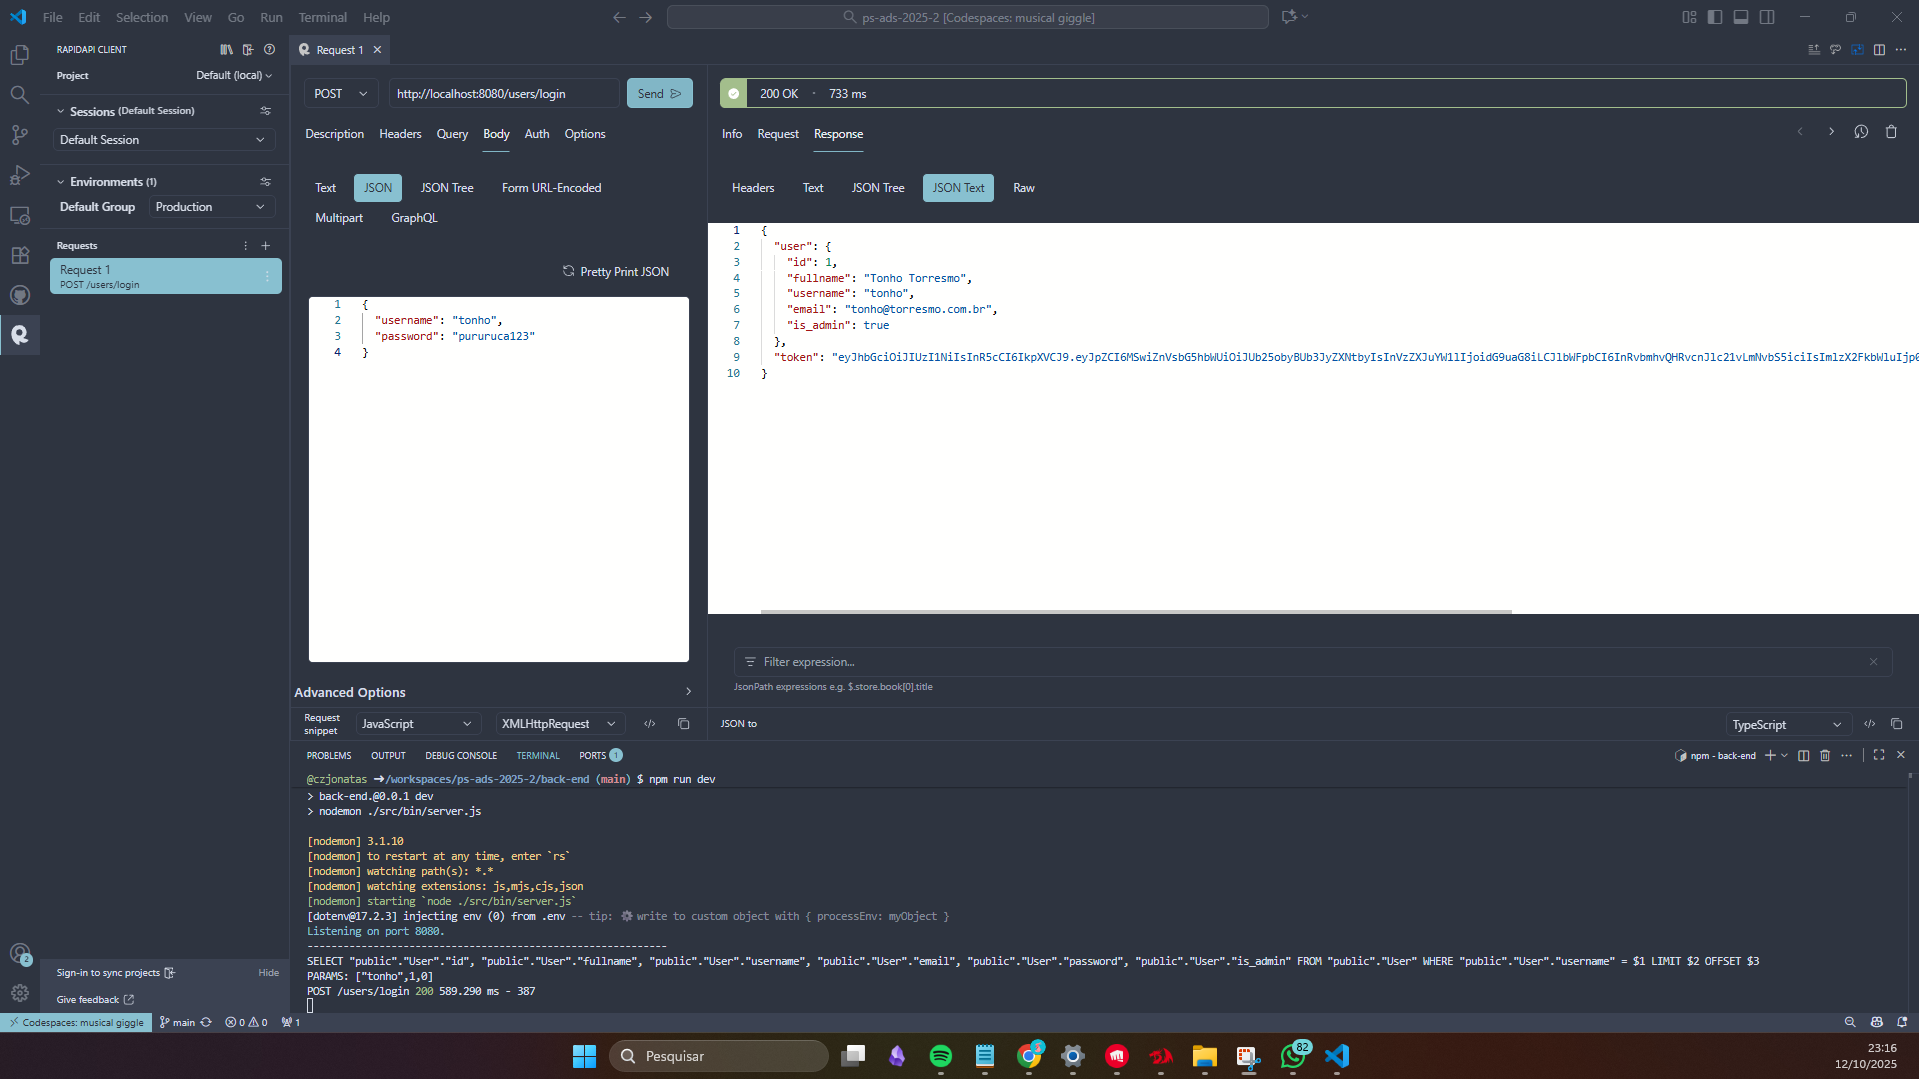 File Edit Selection View Go Run Terminal Help
ps-ads-2025-2 [Codespaces: musical giggle]
RAPIDAPI CLIENT
Project Default (local)
Sessions (Default Session)
Default Session
Environments (1)
Default Group Production
Requests
Request 1
POST /users/login
Sign-in to sync projects Hide
Give feedback
Request 1
POST http://localhost:8080/users/login Send
Description Headers Query Body Auth Options
Text JSON JSON Tree Form URL-Encoded
Multipart GraphQL
Pretty Print JSON
1 {
2 "username": "tonho",
3 "password": "pururuca123"
4 }
Advanced Options
Request snippet JavaScript XMLHttpRequest
200 OK · 733 ms
Info Request Response
Headers Text JSON Tree JSON Text Raw
1 {
2 "user": {
3 "id": 1,
4 "fullname": "Tonho Torresmo",
5 "username": "tonho",
6 "email": "tonho@torresmo.com.br",
7 "is_admin": true
8 },
9 "token":
10 }
Filter expression...
JsonPath expressions e.g. $.store.book[0].title
JSON to TypeScript
PROBLEMS OUTPUT DEBUG CONSOLE TERMINAL PORTS 1
npm - back-end
@czjonatas ➜/workspaces/ps-ads-2025-2/back-end (main) $ npm run dev
> back-end.@0.0.1 dev
> nodemon ./src/bin/server.js
[nodemon] 3.1.10
[nodemon] to restart at any time, enter `rs`
[nodemon] watching path(s): *.*
[nodemon] watching extensions: js,mjs,cjs,json
[nodemon] starting `node ./src/bin/server.js`
[dotenv@17.2.3] injecting env (0) from .env -- tip: ⚙️ write to custom object with { processEnv: myObject }
Listening on port 8080.
------------------------------------------------------------
SELECT "public"."User"."id", "public"."User"."fullname", "public"."User"."username", "public"."User"."email", "public"."User"."password", "public"."User"."is_admin" FROM "public"."User" WHERE "public"."User"."username" = $1 LIMIT $2 OFFSET $3
PARAMS: ["tonho",1,0]
POST /users/login 200 589.290 ms - 387
2
Codespaces: musical giggle main 0 0 1
Pesquisar
3
82
23:16
12/10/2025